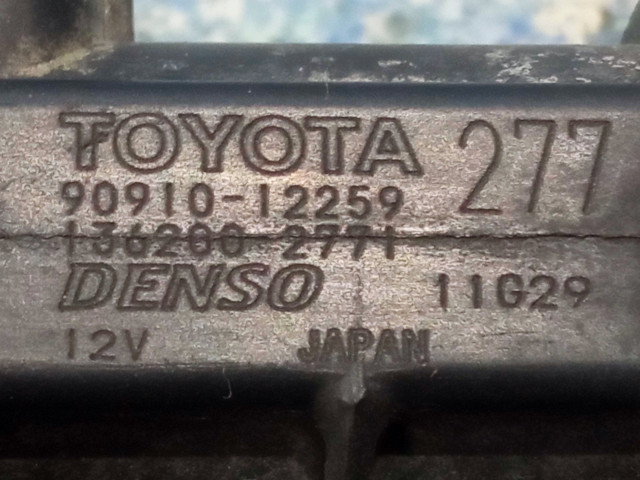 TOYOTA 277
90910-12259
136200-2771
DENSO 11G29
12V JAPAN